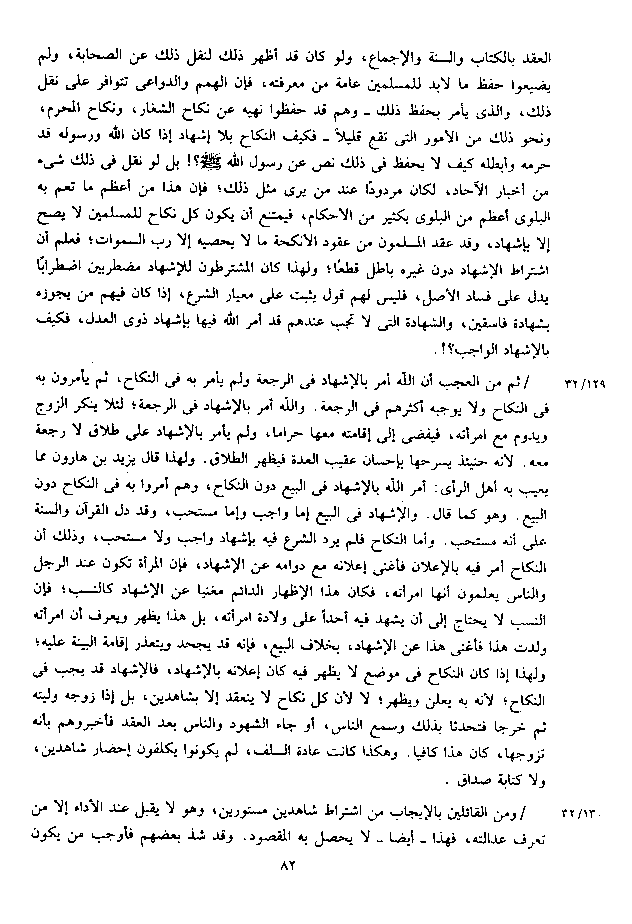 العقد بالكتاب والسنة والإجماع، ولو كان قد أظهر ذلك لنقل ذلك عن الصحابة، ولم
يضيعوا حفظ ما لابد للمسلمين عامة من معرفته، فإن الهمم والدواعى تتوافر على نقل
ذلك، والذى يأمر بحفظ ذلك ـ وهم قد حفظوا نهيه عن نكاح الشغار، ونكاح المحرم،
ونحو ذلك من الأمور التى تقع قليلاً ـ فكيف النكاح بلا إشهاد إذا كان الله ورسوله قد
حرمه وأبطله كيف لا يحفظ فى ذلك نص عن رسول الله ﷺ؟! بل لو نقل فى ذلك شىء
من أخبار الآحاد، لكان مردودًا عند من يرى مثل ذلك؛ فإن هذا من أعظم ما تعم به
البلوى أعظم من البلوى بكثير من الأحكام، فيمتنع أن يكون كل نكاح للمسلمين لا يصح
إلا بإشهاد، وقد عقد المسلمون من عقود الأنكحة ما لا يحصيه إلا رب السموات؛ فعلم أن
اشتراط الإشهاد دون غيره باطل قطعًا؛ ولهذا كان المشترطون للإشهاد مضطربين اضطرابًا
يدل على فساد الأصل، فليس لهم قول يثبت على معيار الشرع، إذا كان فيهم من يجوزه
بشهادة فاسقين، والشهادة التى لا تجب عندهم قد أمر الله فيها بإشهاد ذوى العدل، فكيف
بالإشهاد الواجب؟!.
٣٢/١٢٩ / ثم من العجب أن الله أمر بالإشهاد فى الرجعة ولم يأمر به فى النكاح، ثم يأمرون به
فى النكاح ولا يوجبه أكثرهم فى الرجعة. والله أمر بالإشهاد فى الرجعة؛ لئلا ينكر الزوج
ويدوم مع امرأته، فيفضى إلى إقامته معها حراما، ولم يأمر بالإشهاد على طلاق لا رجعة
معه. لأنه حينئذ يسرحها بإحسان عقيب العدة فيظهر الطلاق. ولهذا قال يزيد بن هارون مما
يعيب به أهل الرأى: أمر الله بالإشهاد فى البيع دون النكاح، وهم أمروا به فى النكاح دون
البيع. وهو كما قال. والإشهاد فى البيع إما واجب وإما مستحب، وقد دل القرآن والسنة
على أنه مستحب. وأما النكاح فلم يرد الشرع فيه بإشهاد واجب ولا مستحب، وذلك أن
النكاح أمر فيه بالإعلان فأغنى إعلانه مع دوامه عن الإشهاد، فإن المرأة تكون عند الرجل
والناس يعلمون أنها امرأته، فكان هذا الإظهار الدائم مغنيا عن الإشهاد كالنسب؛ فإن
النسب لا يحتاج إلى أن يشهد فيه أحداً على ولادة امرأته، بل هذا يظهر ويعرف أن امرأته
ولدت هذا فأغنى هذا عن الإشهاد، بخلاف البيع، فإنه قد يجحد ويتعذر إقامة البينة عليه؛
ولهذا إذا كان النكاح فى موضع لا يظهر فيه كان إعلانه بالإشهاد، فالإشهاد قد يجب فى
النكاح؛ لأنه به يعلن ويظهر؛ لا لأن كل نكاح لا ينعقد إلا بشاهدين، بل إذا زوجه وليته
ثم خرجا فتحدثا بذلك وسمع الناس، أو جاء الشهود والناس بعد العقد فأخبروهم بأنه
تزوجها، كان هذا كافيا. وهكذا كانت عادة السلف، لم يكونوا يكلفون إحضار شاهدين،
ولا كتابة صداق .
٣٢/١٣٠ / ومن القائلين بالإيجاب من اشترط شاهدين مستورين، وهو لا يقبل عند الأداء إلا من
تعرف عدالته، فهذا ـ أيضا ـ لا يحصل به المقصود. وقد شذ بعضهم فأوجب من يكون
٨٢